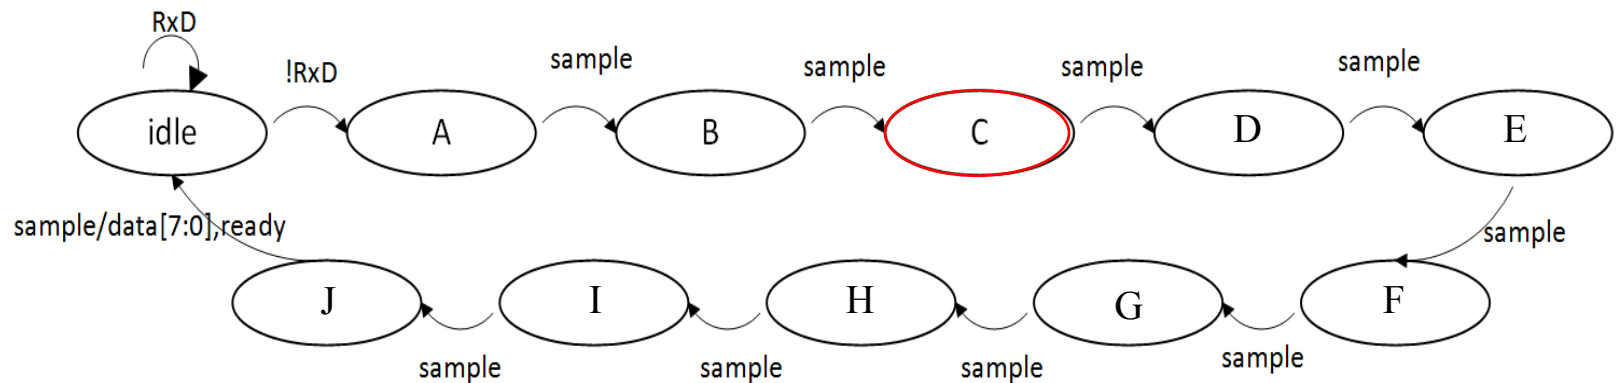 RxD
!RxD
sample
sample
sample
sample
idle
A
B
C
D
E
sample/data[7:0],ready
sample
J
I
H
G
F
sample
sample
sample
sample